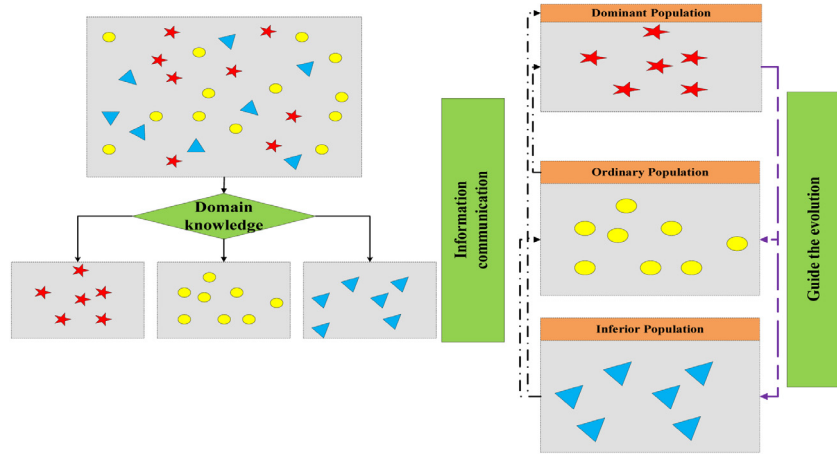 Domain
knowledge
Information
communication
Dominant Population
Ordinary Population
Inferior Population
Guide the evolution